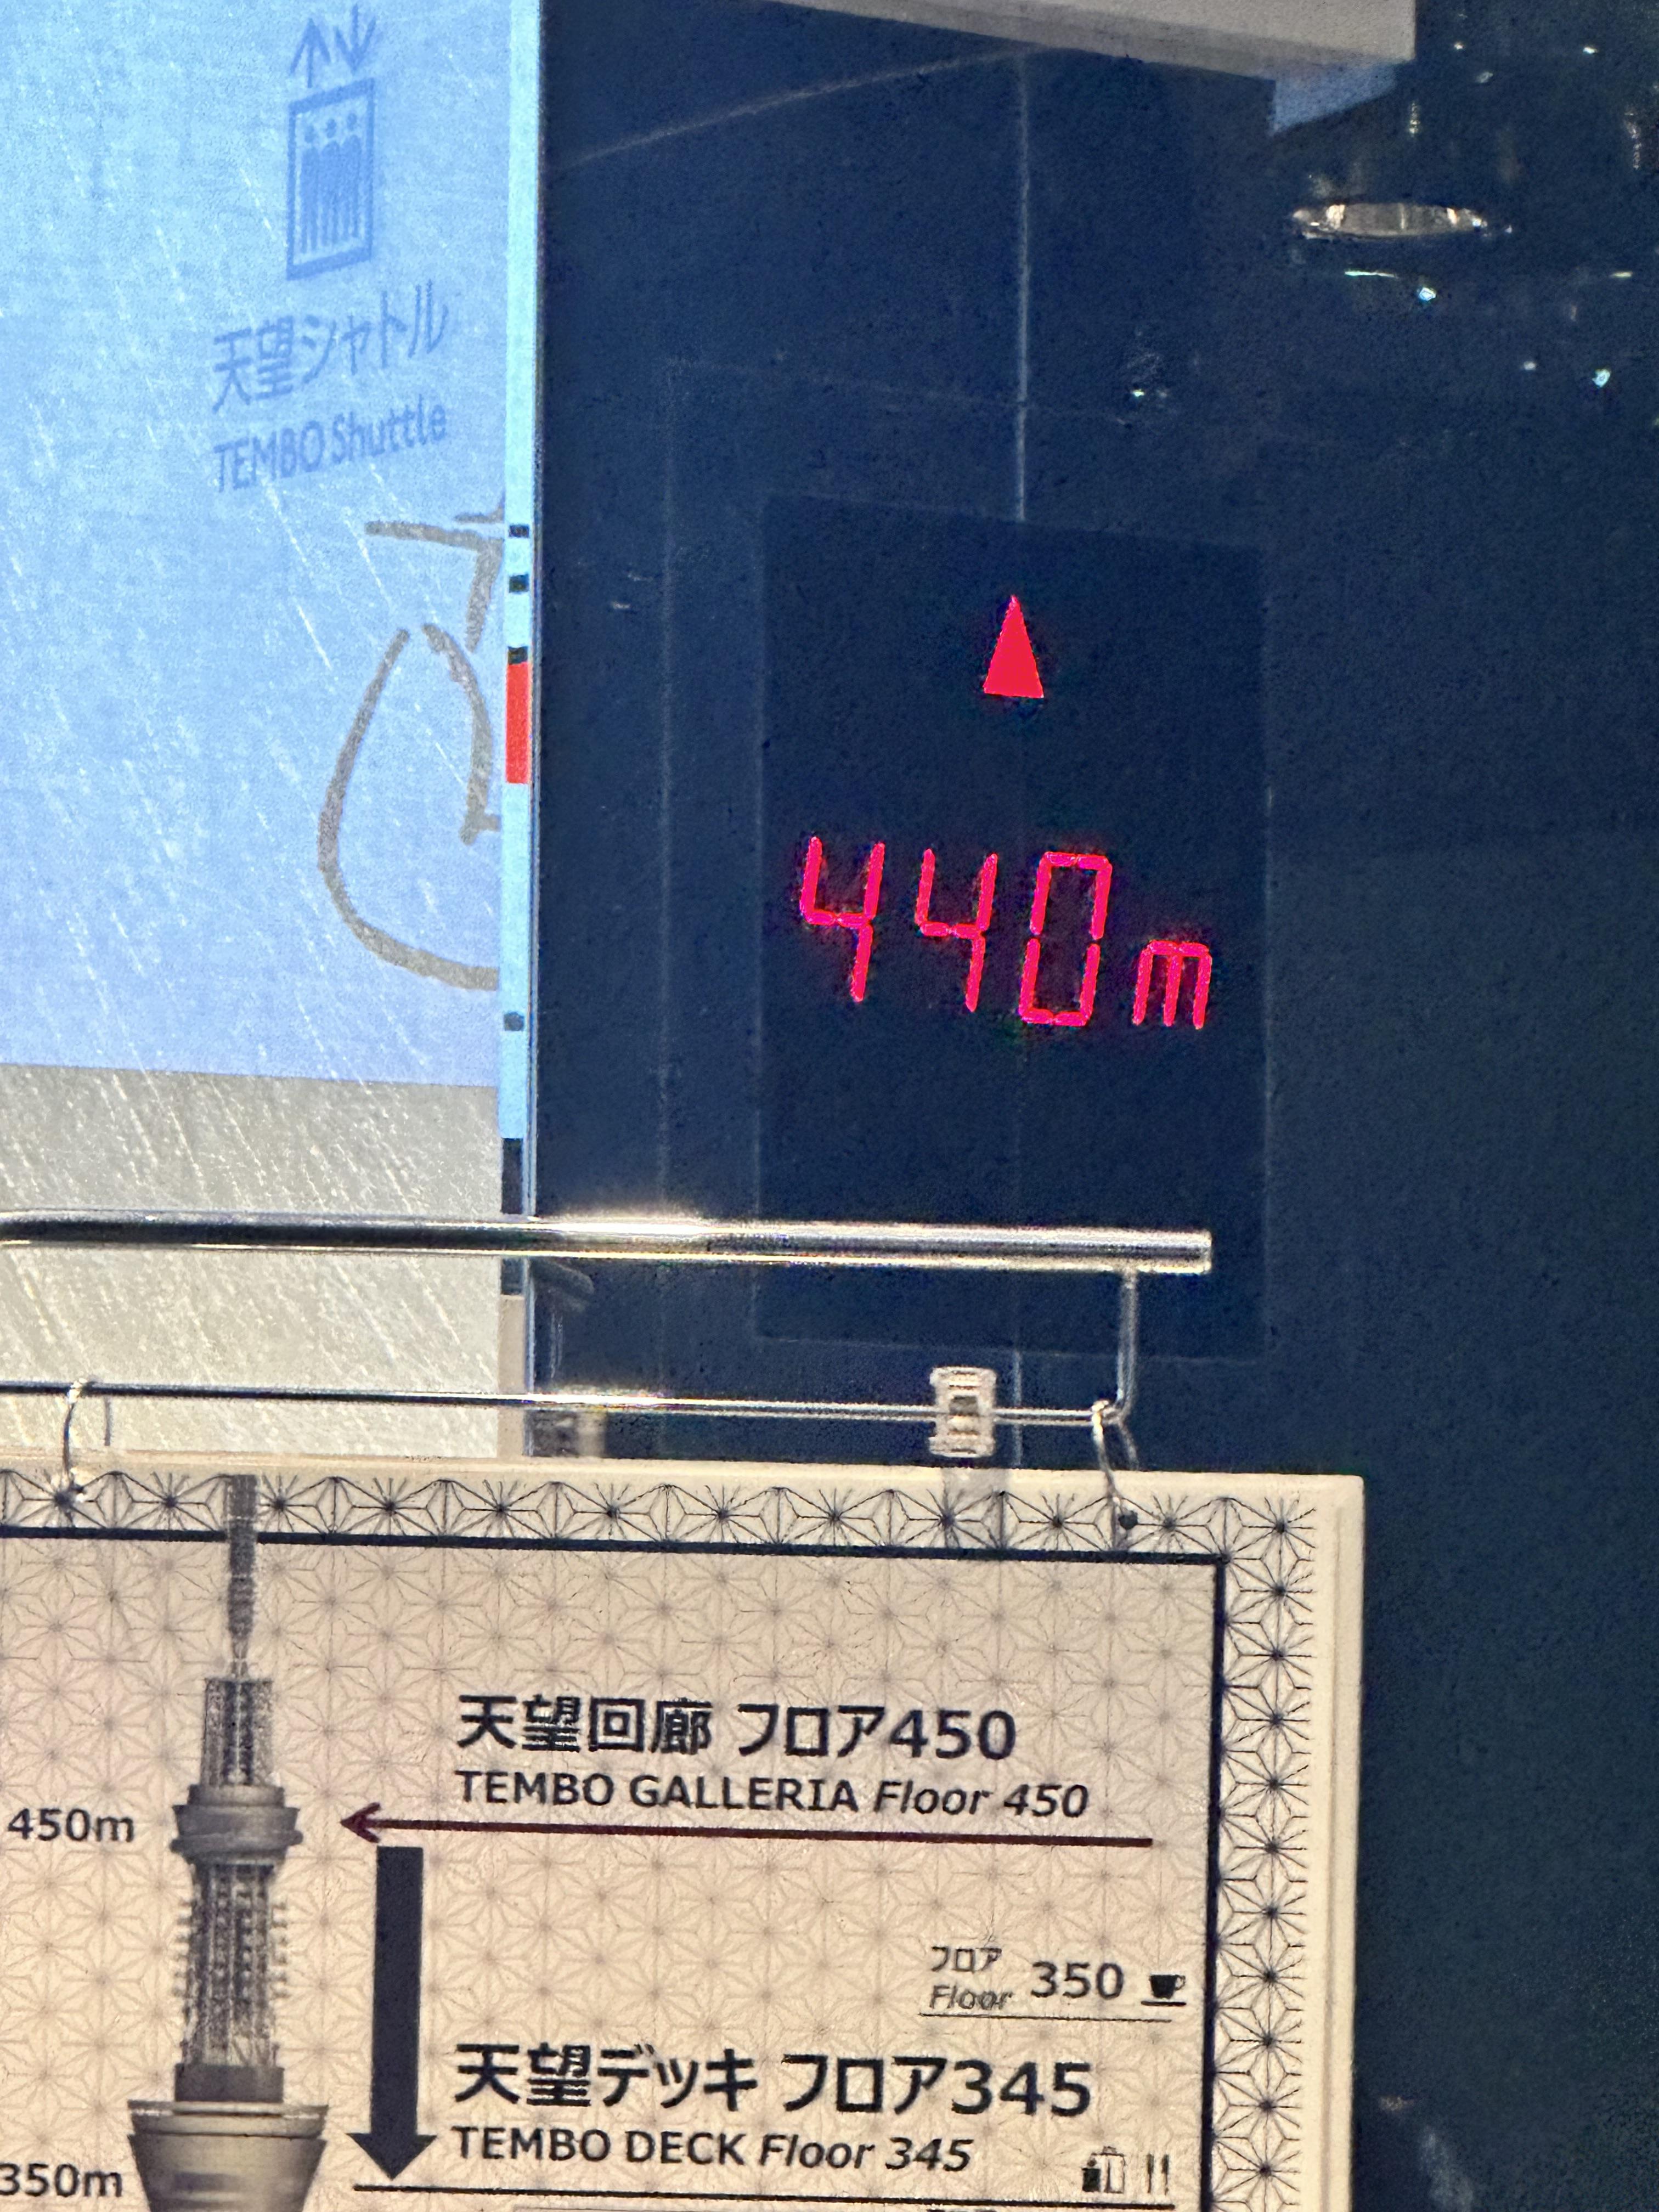 天望シャトル
TEMBO Shuttle
440m
天望回廊 フロア450
TEMBO GALLERIA Floor 450
450m
フロア
Floor 350
天望デッキ フロア345
TEMBO DECK Floor 345
350m